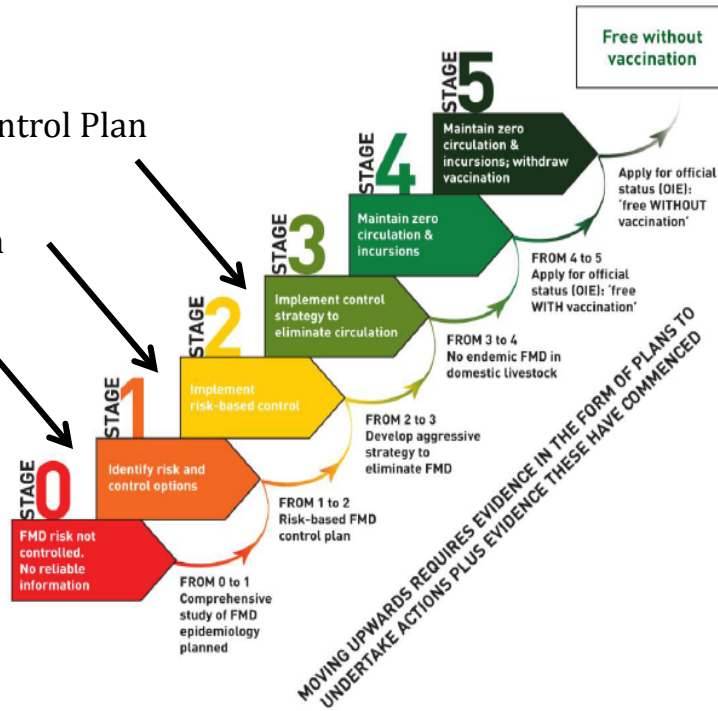 Free without
vaccination
STAGE 5
Maintain zero
circulation &
incursions; withdraw
vaccination
Apply for official
status (OIE):
'free WITHOUT
vaccination'
ntrol Plan
STAGE 4
Maintain zero
circulation &
incursions
FROM 4 to 5
Apply for official
status (OIE): 'free
WITH vaccination'
STAGE 3
Implement control
strategy to
eliminate circulation
FROM 3 to 4
No endemic FMD in
domestic livestock
STAGE 2
Implement
risk-based control
FROM 2 to 3
Develop aggressive
strategy to
eliminate FMD
STAGE 1
Identify risk and
control options
FROM 1 to 2
Risk-based FMD
control plan
STAGE 0
FMD risk not
controlled.
No reliable
information
FROM 0 to 1
Comprehensive
study of FMD
epidemiology
planned
MOVING UPWARDS REQUIRES EVIDENCE IN THE FORM OF PLANS TO
UNDERTAKE ACTIONS PLUS EVIDENCE THESE HAVE COMMENCED